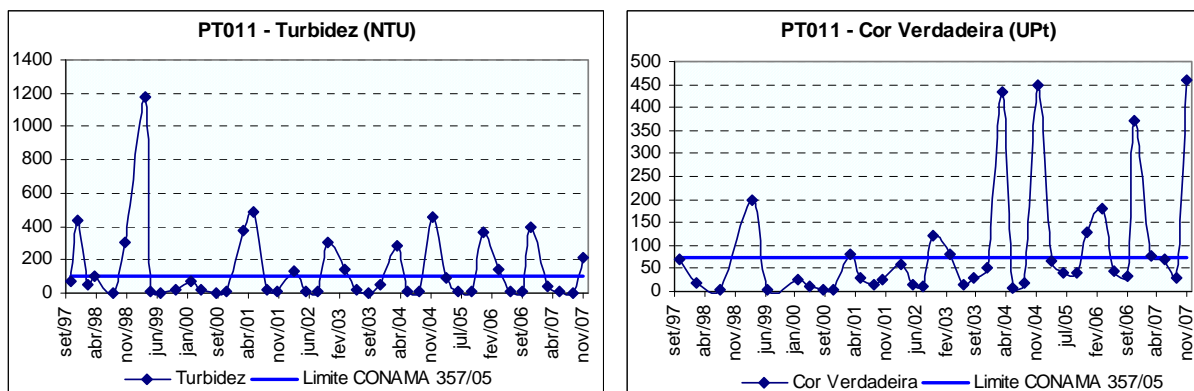 PT011 - Turbidez (NTU)
1400
1200
1000
800
600
400
200
0
set/97
abr/98
nov/98
jun/99
jan/00
set/00
abr/01
nov/01
jun/02
fev/03
set/03
abr/04
nov/04
jul/05
fev/06
set/06
abr/07
nov/07
Turbidez
Limite CONAMA 357/05
PT011 - Cor Verdadeira (UPt)
500
450
400
350
300
250
200
150
100
50
0
set/97
abr/98
nov/98
jun/99
jan/00
set/00
abr/01
nov/01
jun/02
fev/03
set/03
abr/04
nov/04
jul/05
fev/06
set/06
abr/07
nov/07
Cor Verdadeira
Limite CONAMA 357/05